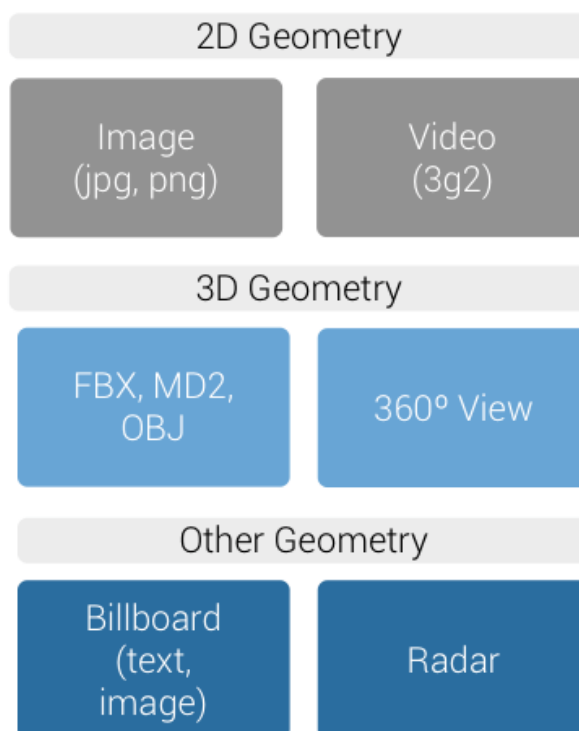 2D Geometry
Image
(jpg, png)
Video
(3g2)
3D Geometry
FBX, MD2,
OBJ
360º View
Other Geometry
Billboard
(text,
image)
Radar